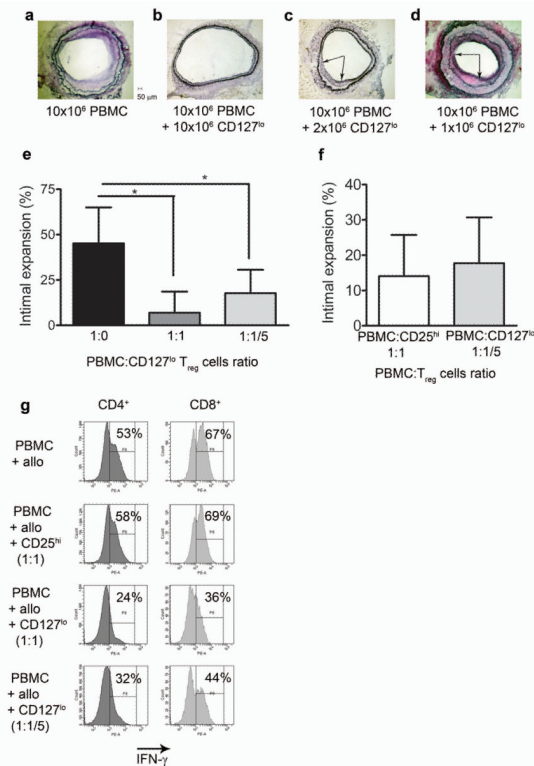 a
b
c
d
50 µm
10x10⁶ PBMC
10x10⁶ PBMC
+ 10x10⁶ CD127ˡᵒ
10x10⁶ PBMC
+ 2x10⁶ CD127ˡᵒ
10x10⁶ PBMC
+ 1x10⁶ CD127ˡᵒ
e
Intimal expansion (%)
75
50
25
0
*
*
1:0
1:1
1:1/5
PBMC:CD127ˡᵒ Tᵣₑg cells ratio
f
Intimal expansion (%)
40
30
20
10
0
PBMC:CD25ʰⁱ
1:1
PBMC:CD127ˡᵒ
1:1/5
PBMC:Tᵣₑg cells ratio
g
CD4⁺
CD8⁺
PBMC
+ allo
53%
67%
PBMC
+ allo
+ CD25ʰⁱ
(1:1)
58%
69%
PBMC
+ allo
+ CD127ˡᵒ
(1:1)
24%
36%
PBMC
+ allo
+ CD127ˡᵒ
(1:1/5)
32%
44%
IFN-γ